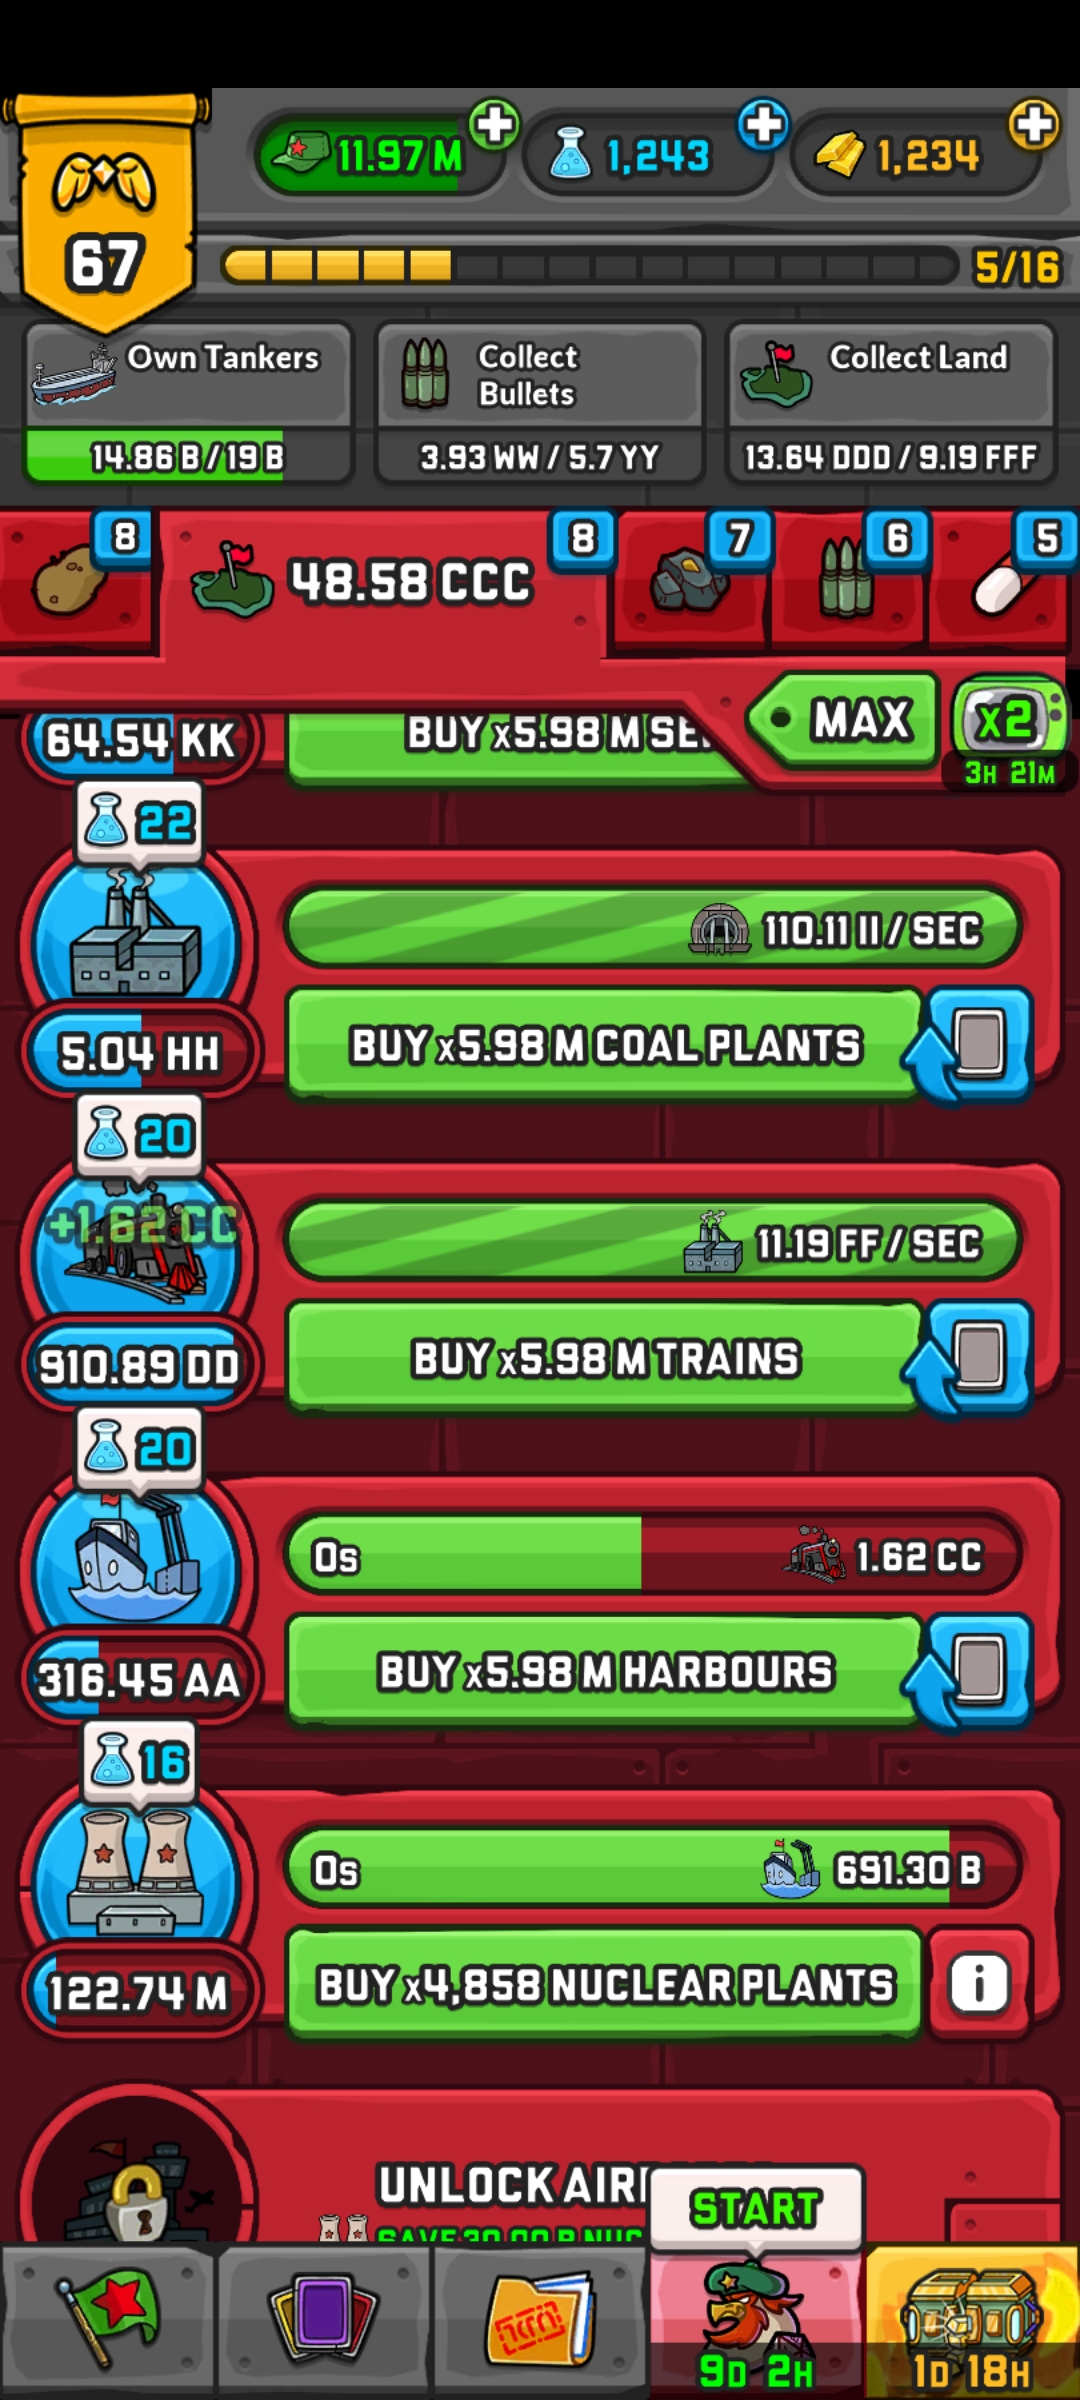 11.97 M
1,243
1,234
67
5/16
Own Tankers
14.86 B / 19 B
Collect
Bullets
3.93 WW / 5.7 YY
Collect Land
13.64 DDD / 9.19 FFF
8
48.58 CCC
8
7
6
5
MAX
x2
3H 21M
64.54 KK
BUY x5.98 M
22
110.11 II / SEC
5.04 HH
BUY x5.98 M COAL PLANTS
20
+1.62 CC
11.19 FF / SEC
910.89 DD
BUY x5.98 M TRAINS
20
0s
1.62 CC
316.45 AA
BUY x5.98 M HARBOURS
16
0s
691.30 B
122.74 M
BUY x4,858 NUCLEAR PLANTS
i
UNLOCK
START
9D 2H
1D 18H